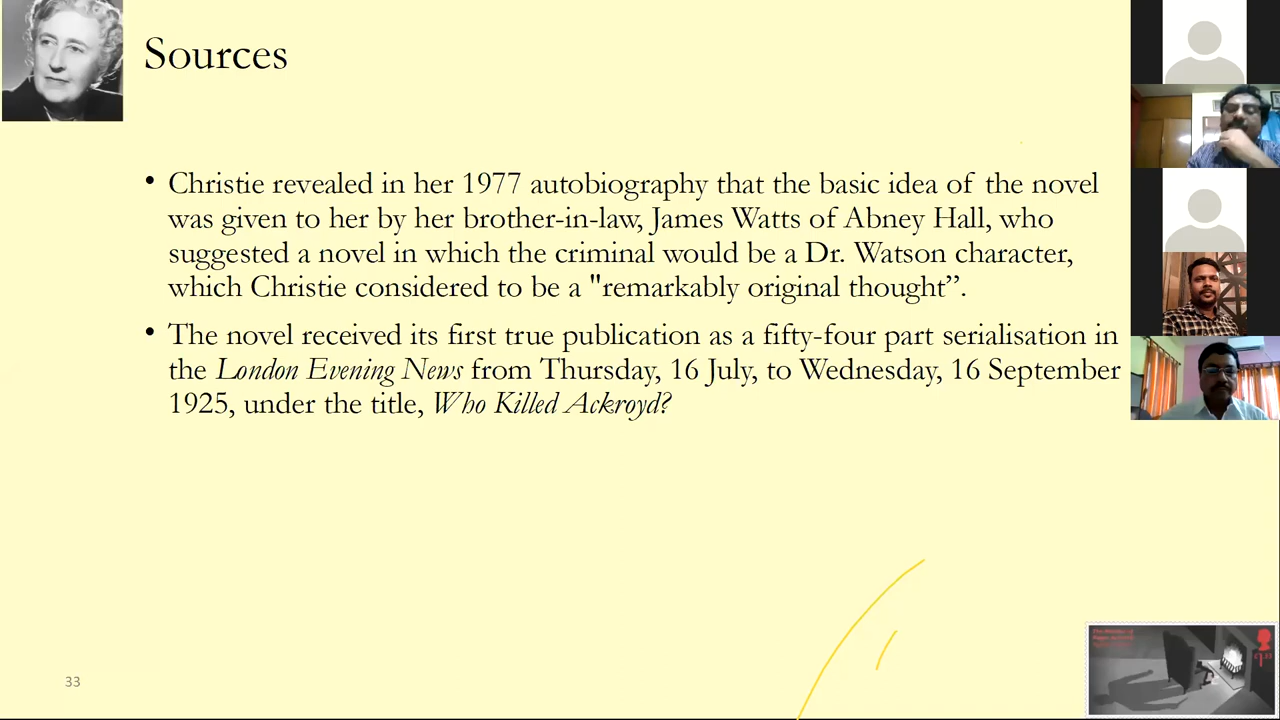 Sources
• Christie revealed in her 1977 autobiography that the basic idea of the novel
was given to her by her brother-in-law, James Watts of Abney Hall, who
suggested a novel in which the criminal would be a Dr. Watson character,
which Christie considered to be a "remarkably original thought”.
• The novel received its first true publication as a fifty-four part serialisation in
the London Evening News from Thursday, 16 July, to Wednesday, 16 September
1925, under the title, Who Killed Ackroyd?
The Murder of
33